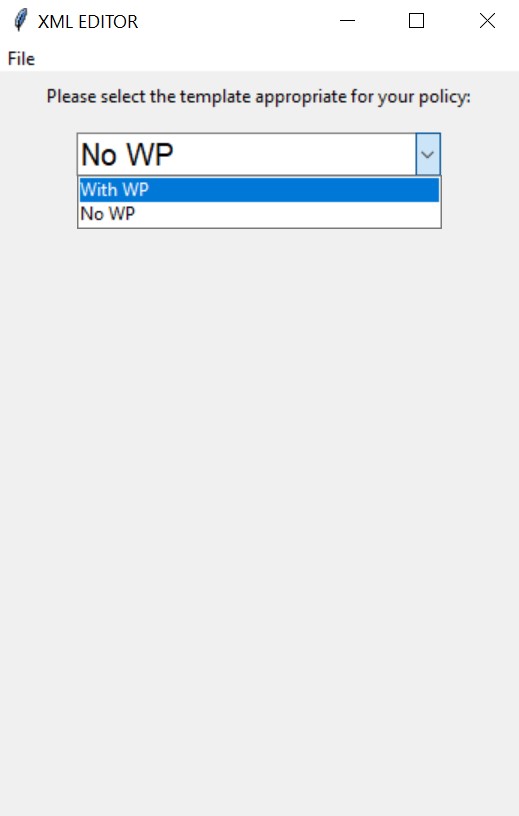 XML EDITOR
File
Please select the template appropriate for your policy:
No WP
With WP
No WP